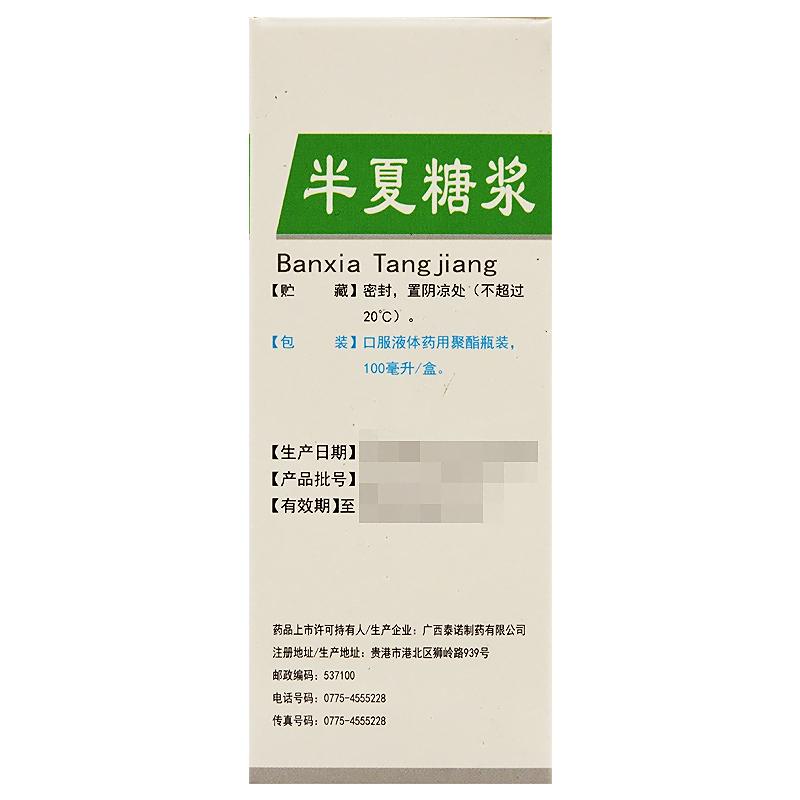 半夏糖浆
Banxia Tangjiang
【贮 藏】密封，置阴凉处（不超过
20℃）。
【包 装】口服液体药用聚酯瓶装，
100毫升/盒。
【生产日期】
【产品批号】
【有效期】至
药品上市许可持有人/生产企业：广西泰诺制药有限公司
注册地址/生产地址：贵港市港北区狮岭路939号
邮政编码：537100
电话号码：0775-4555228
传真号码：0775-4555228